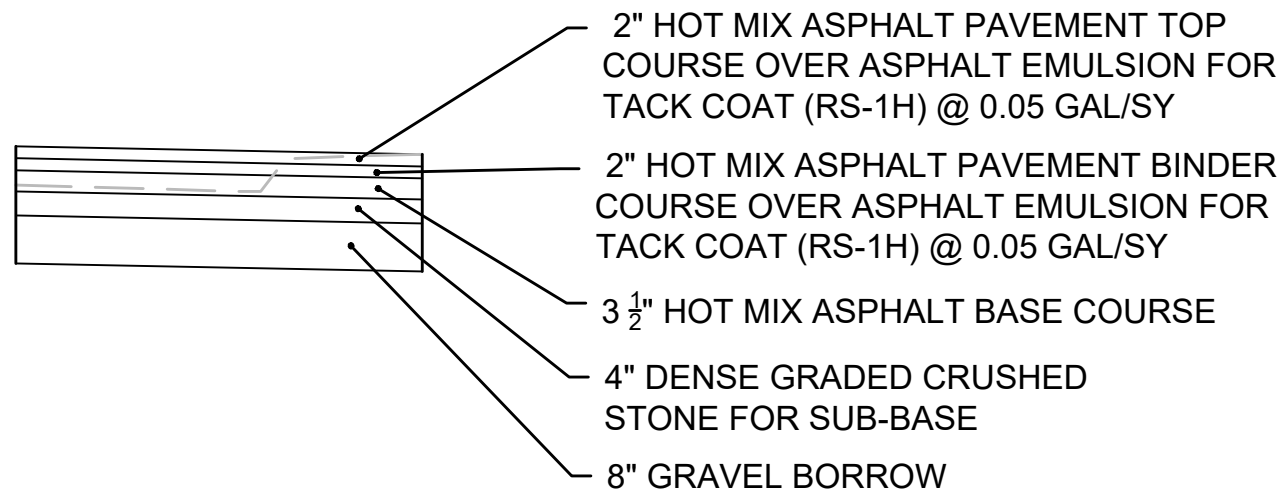 2" HOT MIX ASPHALT PAVEMENT TOP
COURSE OVER ASPHALT EMULSION FOR
TACK COAT (RS-1H) @ 0.05 GAL/SY
2" HOT MIX ASPHALT PAVEMENT BINDER
COURSE OVER ASPHALT EMULSION FOR
TACK COAT (RS-1H) @ 0.05 GAL/SY
3 1/2" HOT MIX ASPHALT BASE COURSE
4" DENSE GRADED CRUSHED
STONE FOR SUB-BASE
8" GRAVEL BORROW